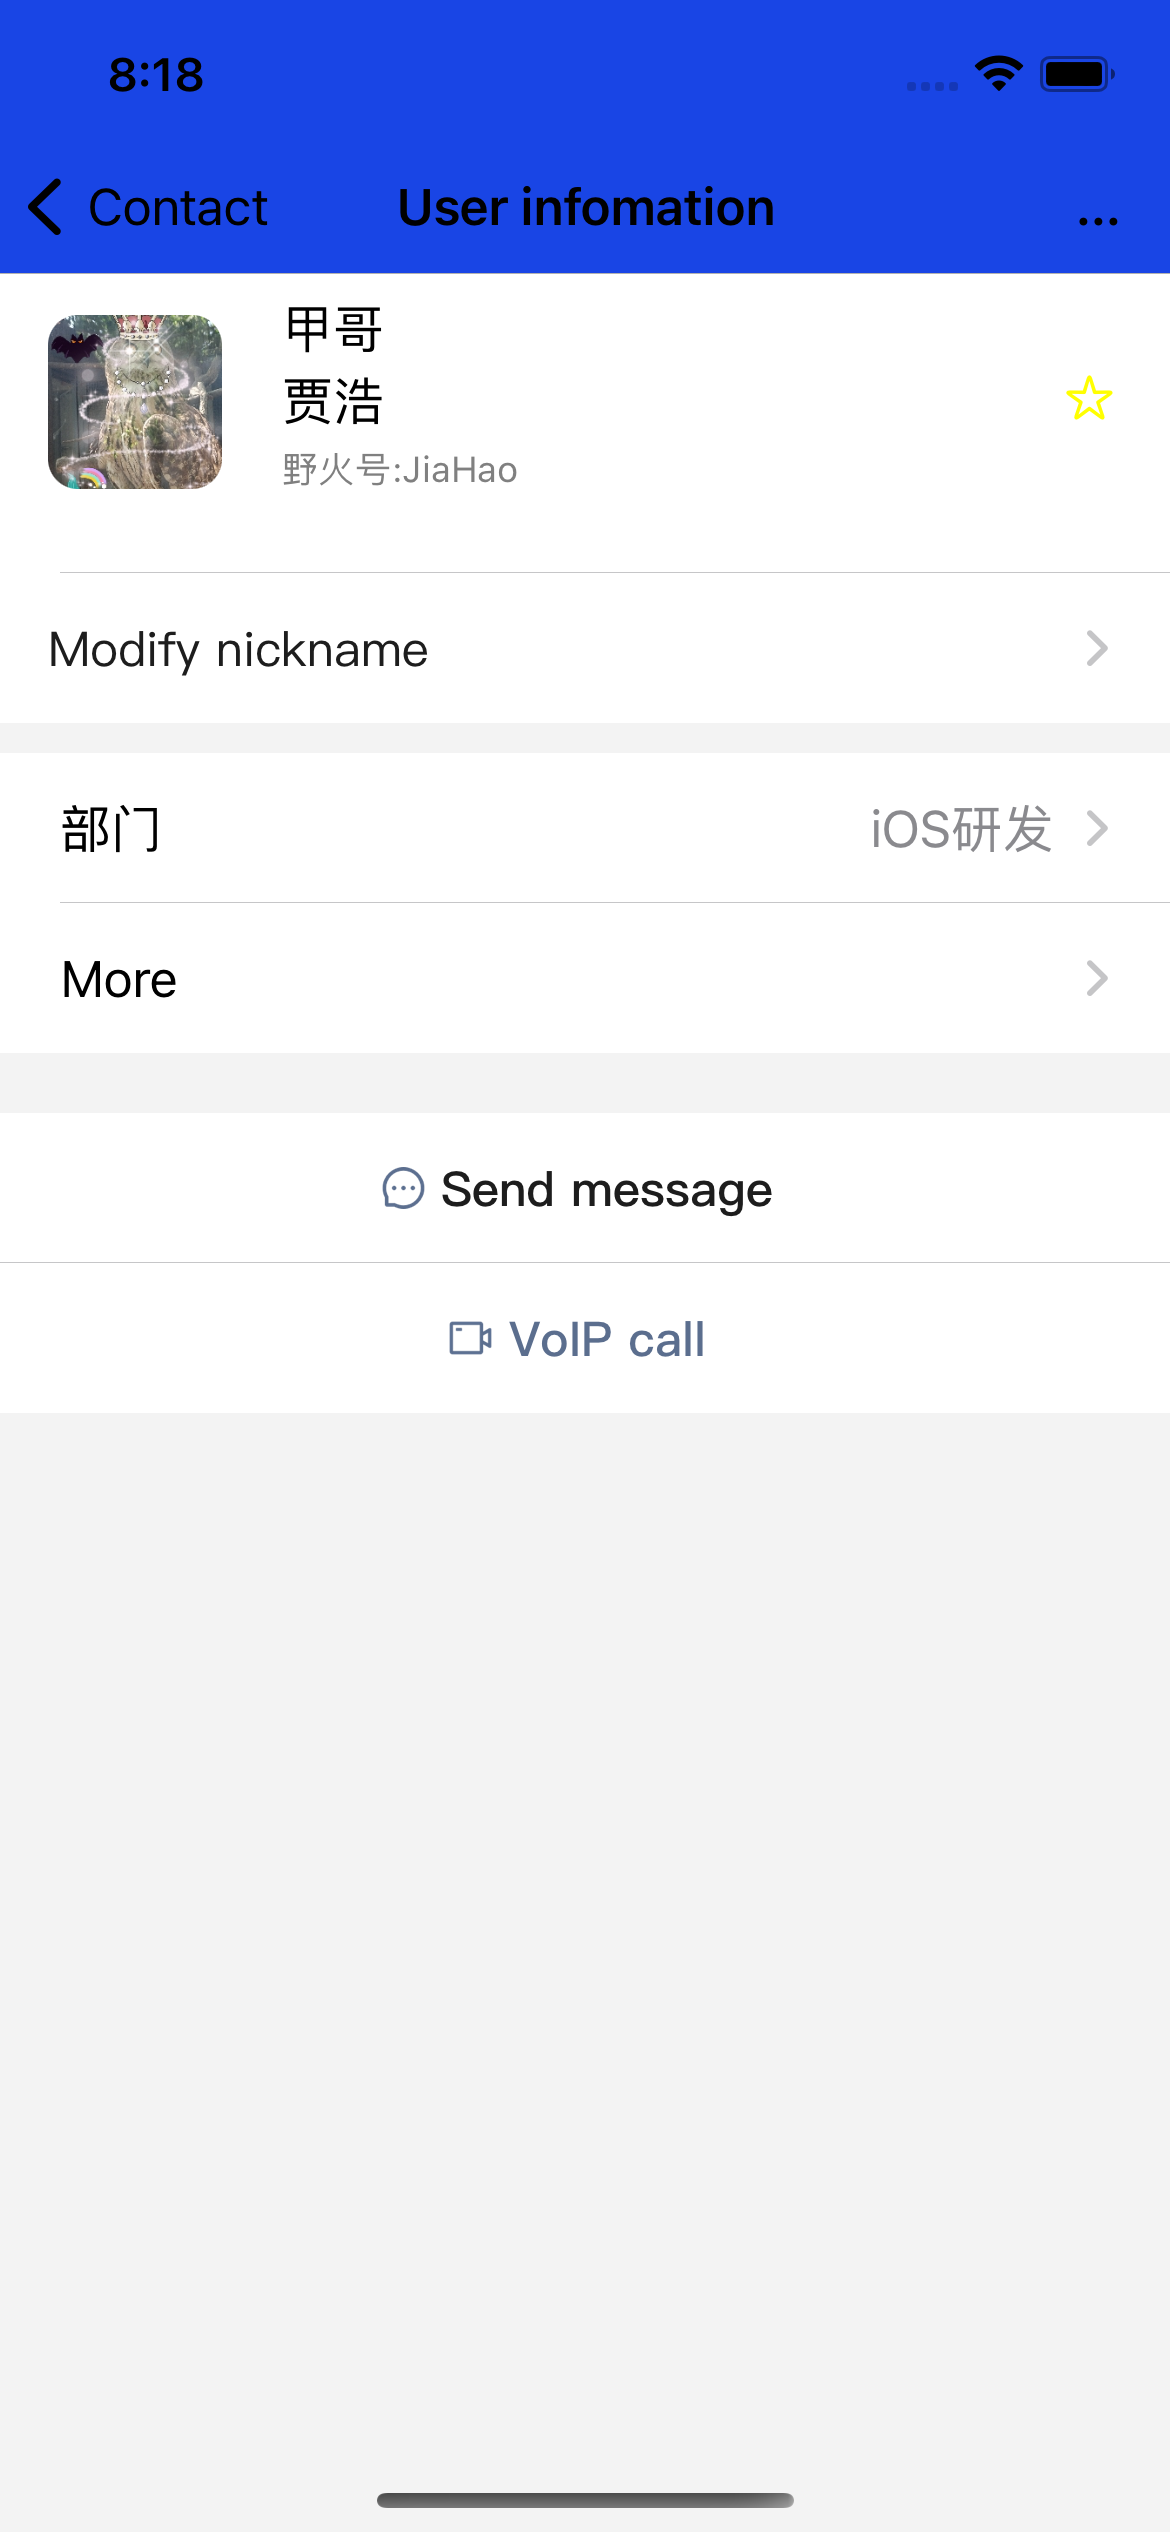 8:18
Contact
User infomation
...
甲哥
贾浩
野火号:JiaHao
Modify nickname
部门
iOS研发
More
Send message
VoIP call